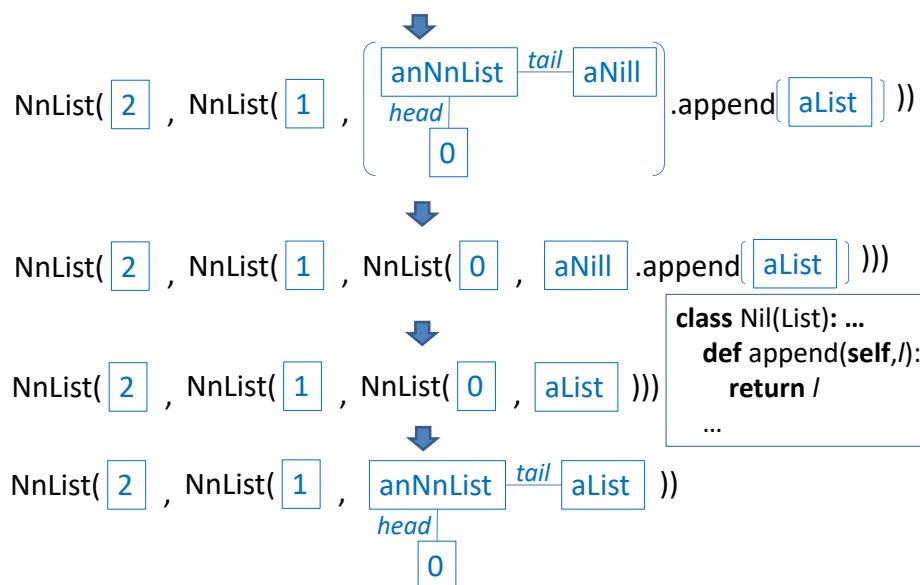 anNnList tail aNill
NnList( 2 , NnList( 1 , head .append( aList ) ))
0
NnList( 2 , NnList( 1 , NnList( 0 , aNill .append( aList ) )))
class Nil(List): ...
def append(self,l):
NnList( 2 , NnList( 1 , NnList( 0 , aList )))
return l
...
NnList( 2 , NnList( 1 , anNnList tail aList ))
head
0